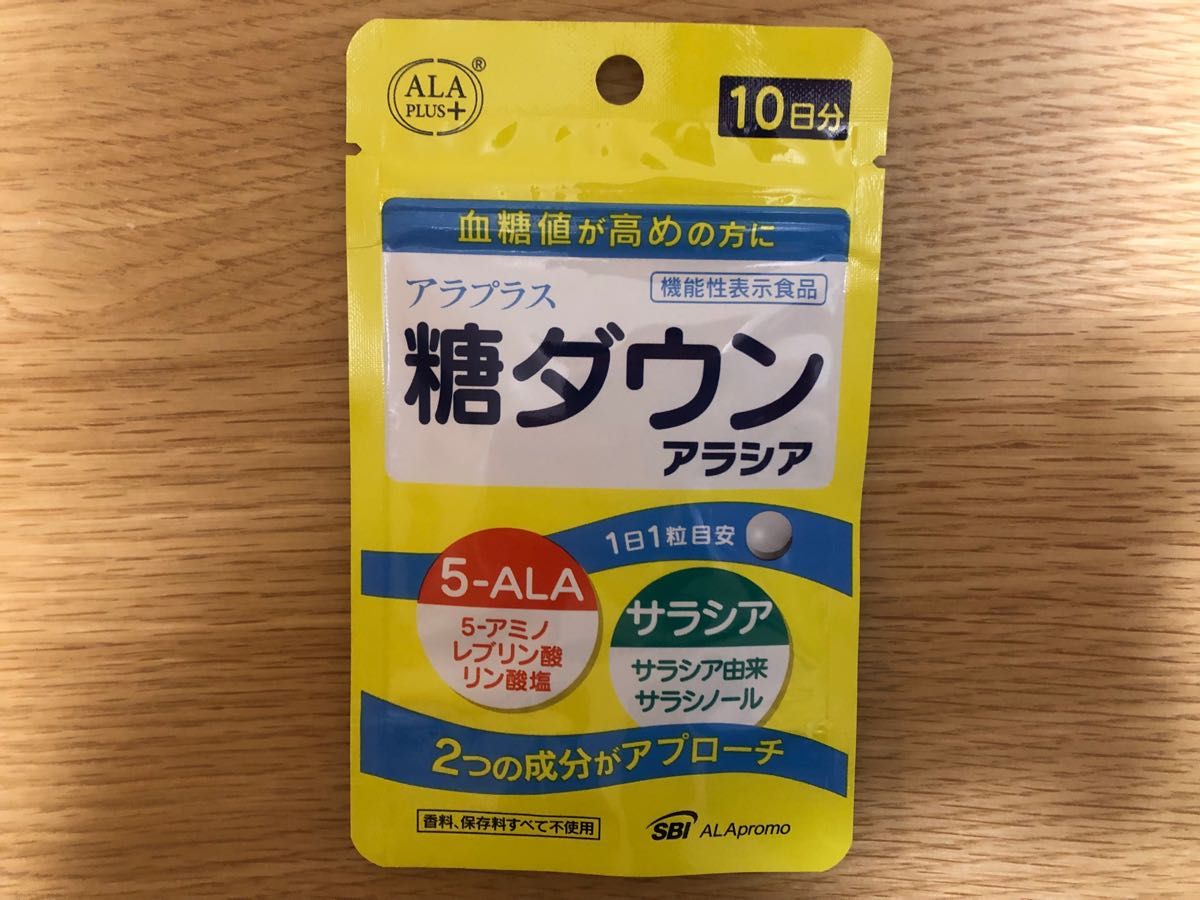 ALA
PLUS+
®
10日分
血糖値が高めの方に
アラプラス
機能性表示食品
糖ダウン
アラシア
1日1粒目安
5-ALA
5-アミノ
レブリン酸
リン酸塩
サラシア
サラシア由来
サラシノール
2つの成分がアプローチ
香料、保存料すべて不使用
SBI ALApromo